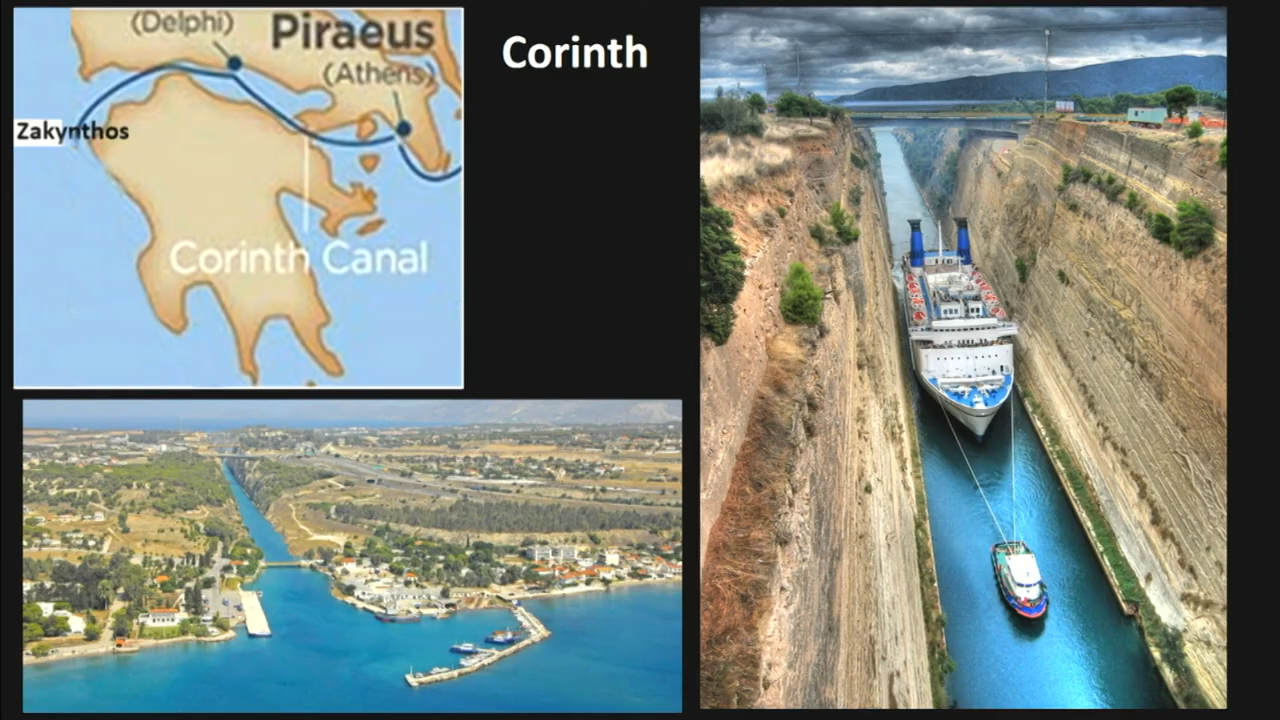 (Delphi)
Piraeus
(Athens)
Zakynthos
Corinth Canal
Corinth